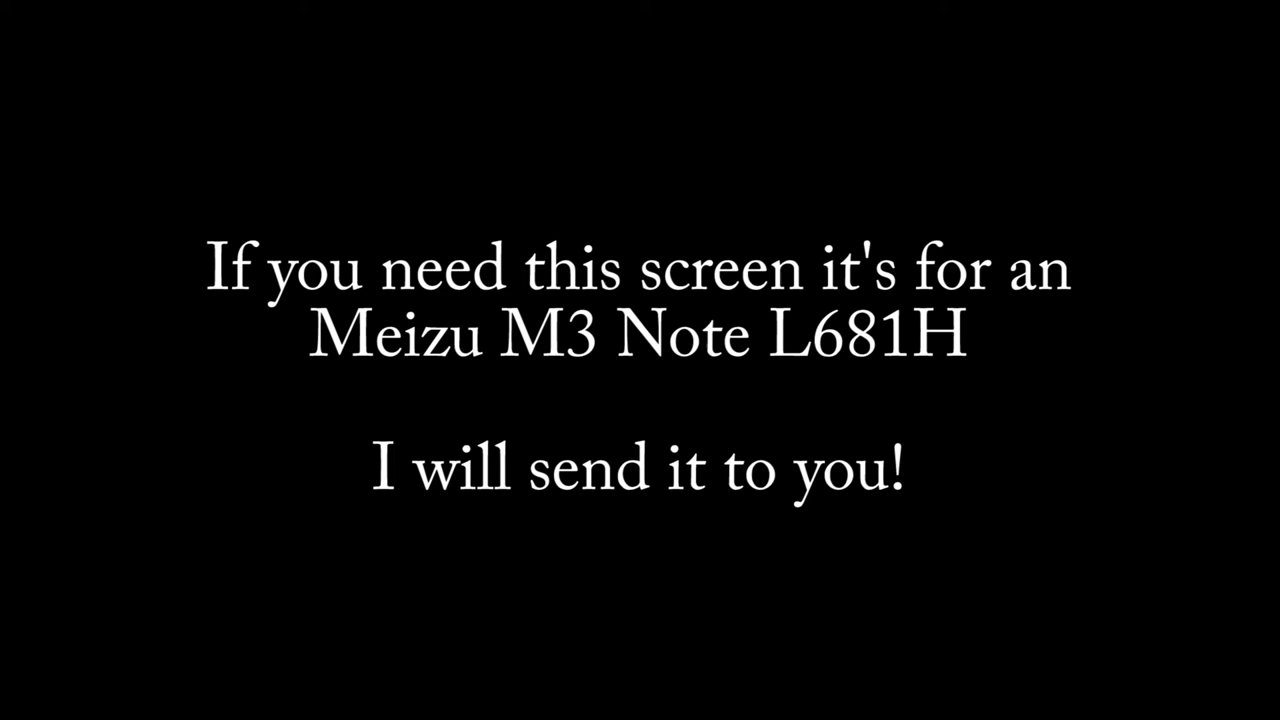 If you need this screen it's for an
Meizu M3 Note L681H
I will send it to you!